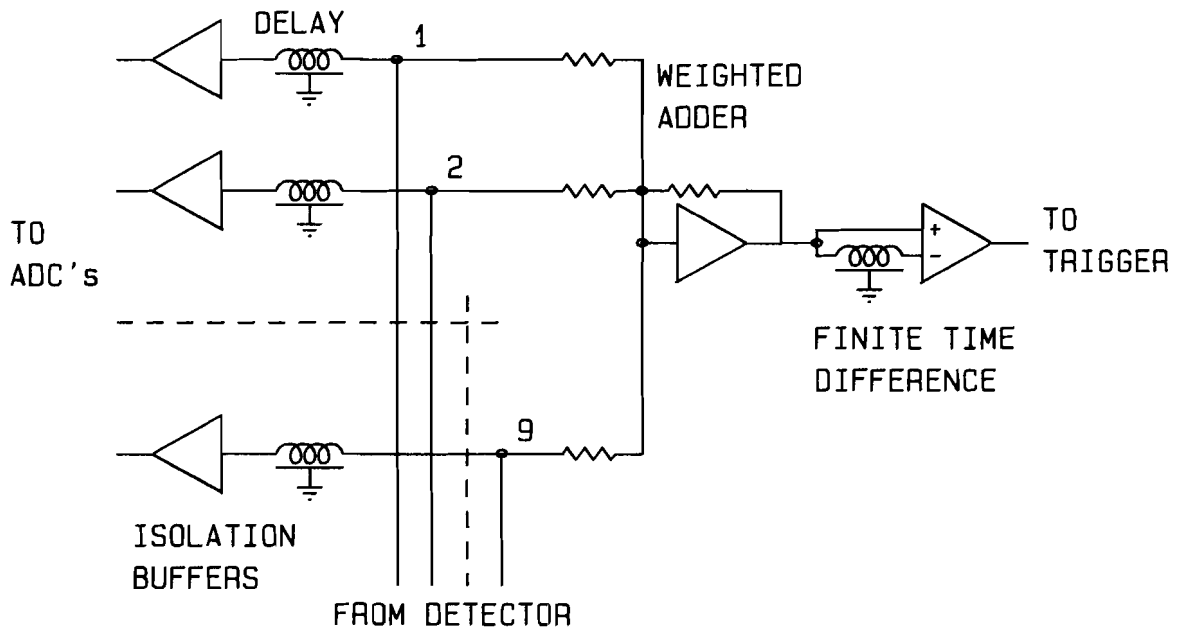 DELAY
1
WEIGHTED
ADDER
2
TO
ADC's
+
−
TO
TRIGGER
FINITE TIME
DIFFERENCE
9
ISOLATION
BUFFERS
FROM DETECTOR